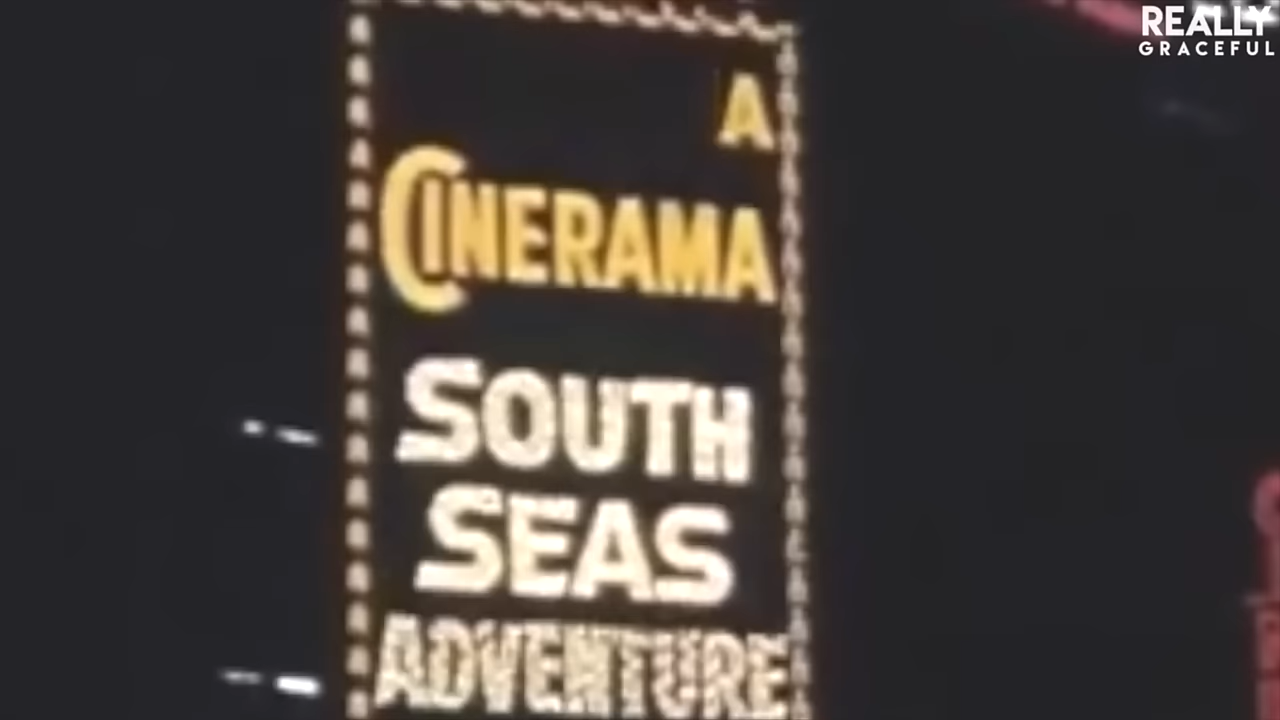 REALLY
GRACEFUL
A
CINERAMA
SOUTH
SEAS
ADVENTURE